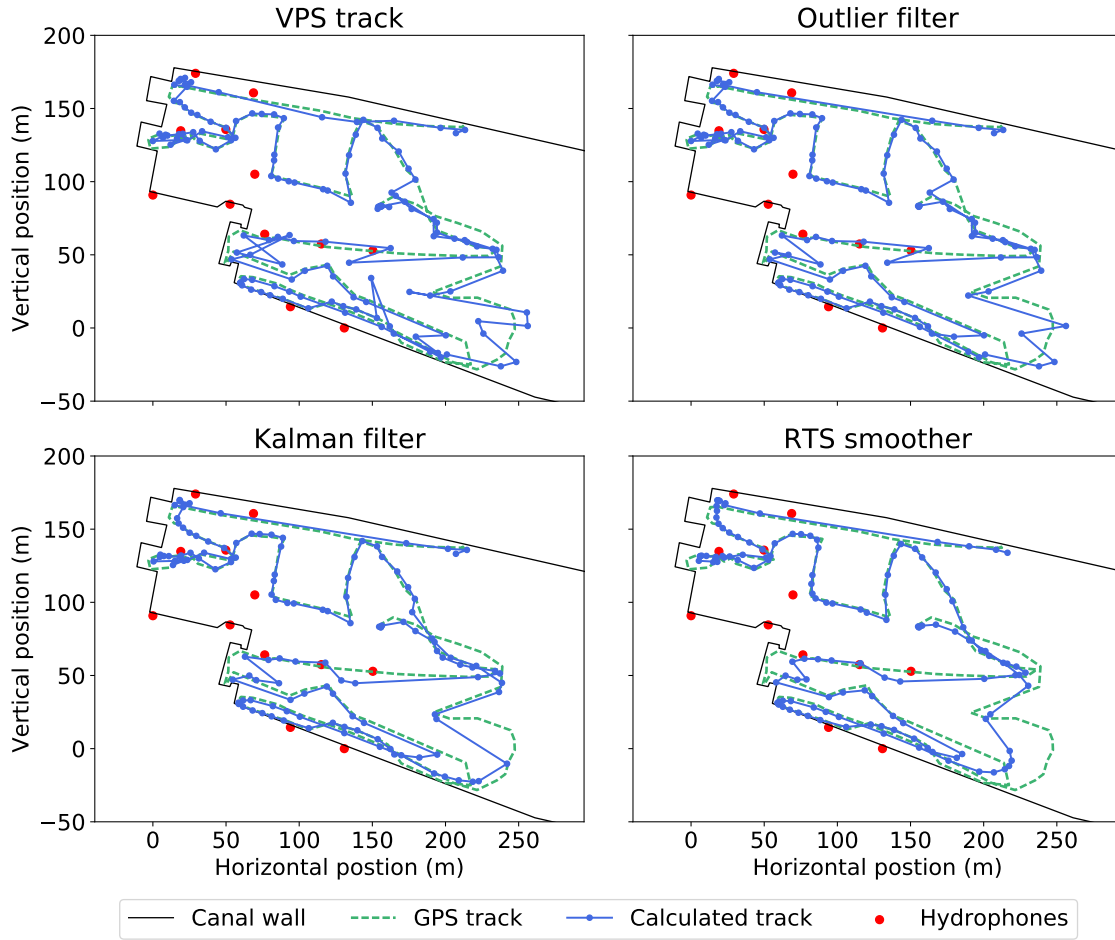 VPS track
Outlier filter
Vertical position (m)
200
150
100
50
0
−50
Kalman filter
RTS smoother
Vertical position (m)
200
150
100
50
0
−50
0 50 100 150 200 250
0 50 100 150 200 250
Horizontal postion (m)
Horizontal postion (m)
Canal wall GPS track Calculated track Hydrophones